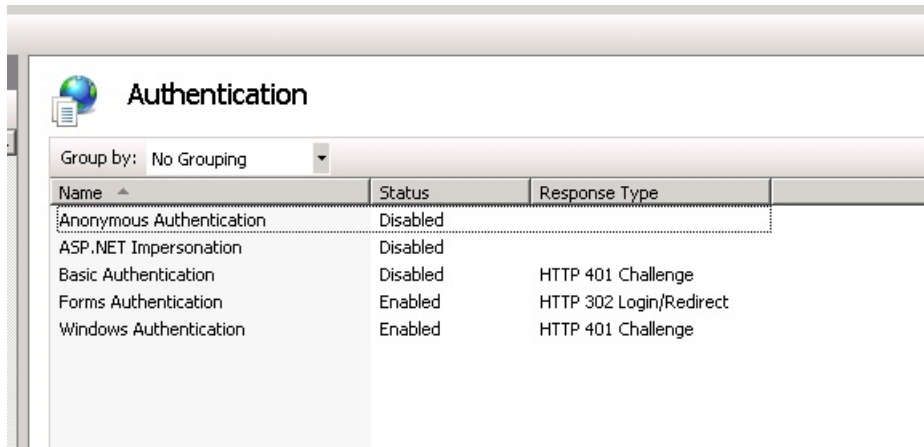 Authentication
Group by: No Grouping
Name Status Response Type
Anonymous Authentication Disabled
ASP.NET Impersonation Disabled
Basic Authentication Disabled HTTP 401 Challenge
Forms Authentication Enabled HTTP 302 Login/Redirect
Windows Authentication Enabled HTTP 401 Challenge